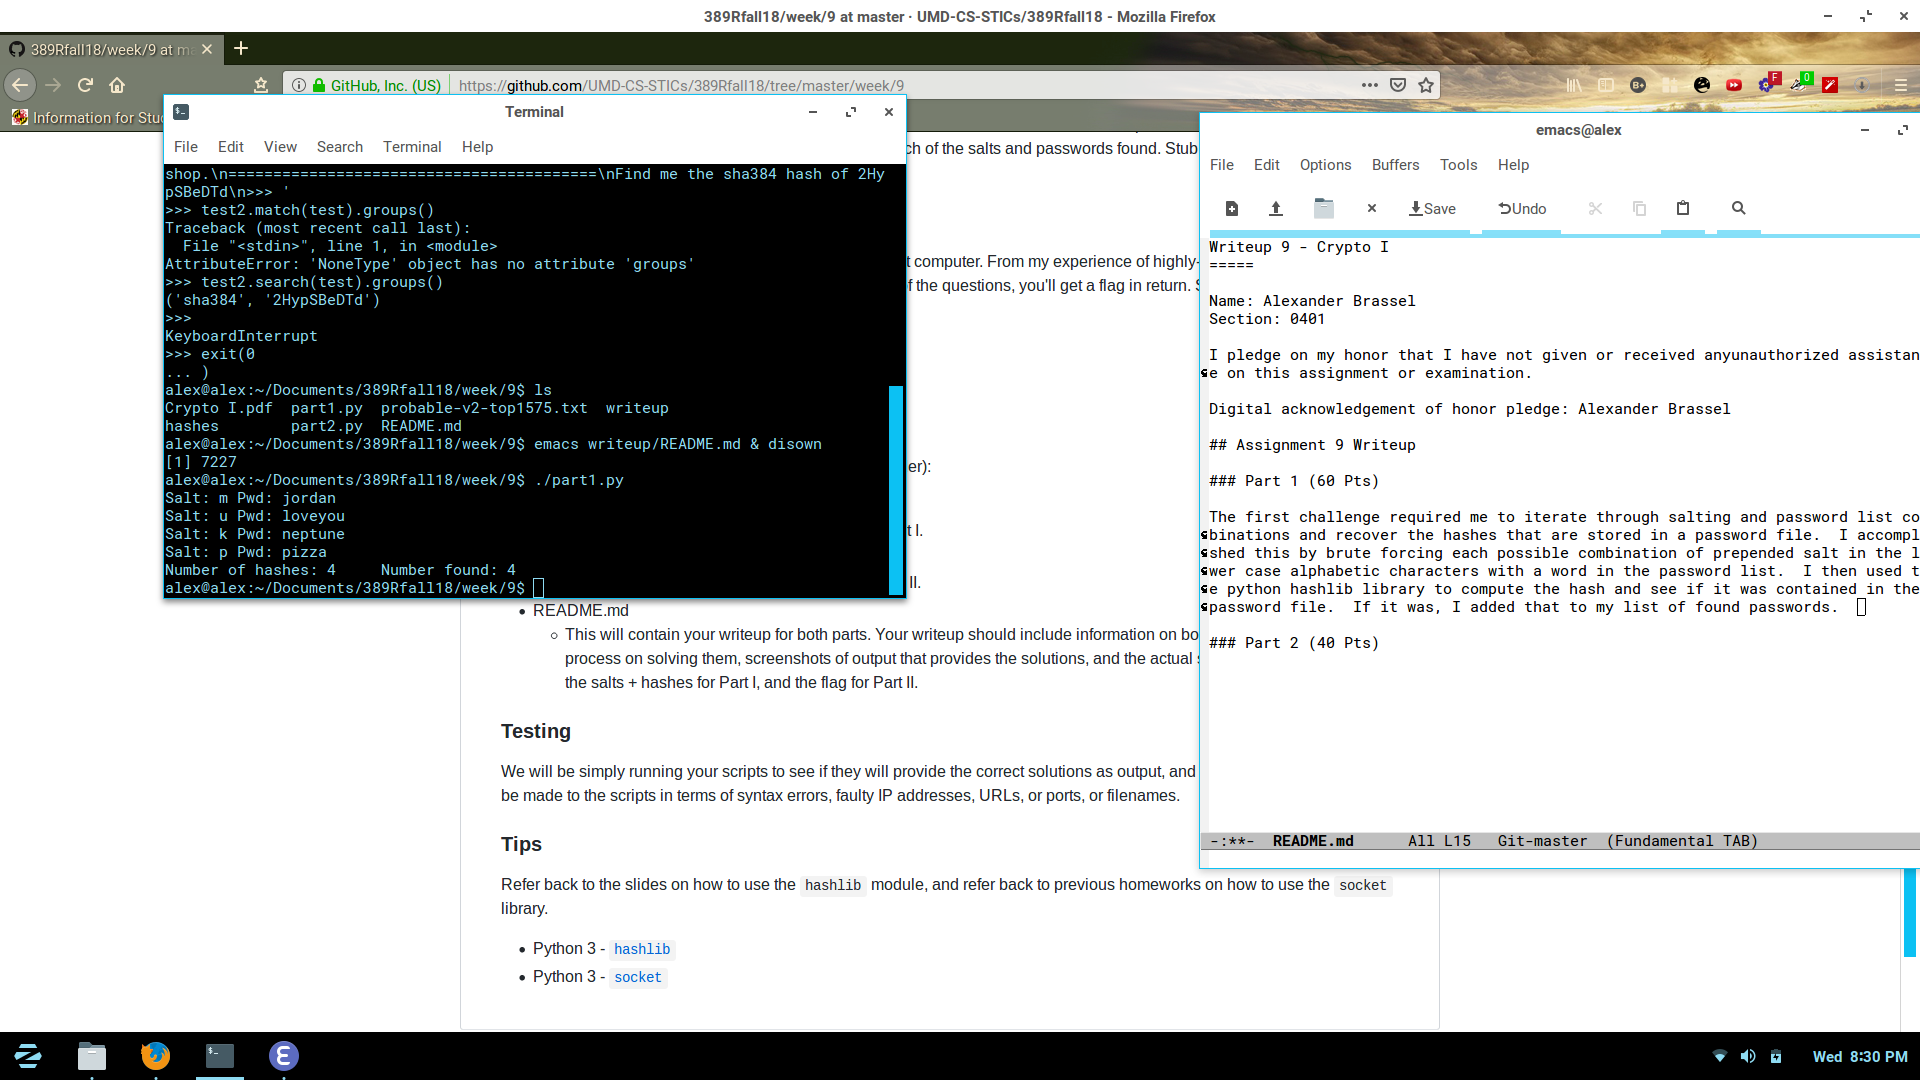 389Rfall18/week/9 at master · UMD-CS-STICs/389Rfall18 - Mozilla Firefox
389Rfall18/week/9 at ma
GitHub, Inc. (US)
https://github.com/UMD-CS-STICs/389Rfall18/tree/master/week/9
F
0
B+
Information for Stu
Terminal
File Edit View Search Terminal Help
shop.\n=========================================\nFind me the sha384 hash of 2Hy
pSBeDTd\n>>> '
>>> test2.match(test).groups()
Traceback (most recent call last):
File "<stdin>", line 1, in <module>
AttributeError: 'NoneType' object has no attribute 'groups'
>>> test2.search(test).groups()
('sha384', '2HypSBeDTd')
>>>
KeyboardInterrupt
>>> exit(0
... )
alex@alex:~/Documents/389Rfall18/week/9$ ls
Crypto I.pdf part1.py probable-v2-top1575.txt writeup
hashes part2.py README.md
alex@alex:~/Documents/389Rfall18/week/9$ emacs writeup/README.md & disown
[1] 7227
alex@alex:~/Documents/389Rfall18/week/9$ ./part1.py
Salt: m Pwd: jordan
Salt: u Pwd: loveyou
Salt: k Pwd: neptune
Salt: p Pwd: pizza
Number of hashes: 4 Number found: 4
alex@alex:~/Documents/389Rfall18/week/9$
ch of the salts and passwords found. Stub
t computer. From my experience of highly-
f the questions, you'll get a flag in return. S
er):
t I.
II.
README.md
This will contain your writeup for both parts. Your writeup should include information on bo
process on solving them, screenshots of output that provides the solutions, and the actual s
the salts + hashes for Part I, and the flag for Part II.
Testing
We will be simply running your scripts to see if they will provide the correct solutions as output, and
be made to the scripts in terms of syntax errors, faulty IP addresses, URLs, or ports, or filenames.
Tips
Refer back to the slides on how to use the hashlib module, and refer back to previous homeworks on how to use the socket
library.
Python 3 - hashlib
Python 3 - socket
emacs@alex
File Edit Options Buffers Tools Help
Save Undo
Writeup 9 - Crypto I
=====
Name: Alexander Brassel
Section: 0401
I pledge on my honor that I have not given or received anyunauthorized assistan
e on this assignment or examination.
Digital acknowledgement of honor pledge: Alexander Brassel
## Assignment 9 Writeup
### Part 1 (60 Pts)
The first challenge required me to iterate through salting and password list co
binations and recover the hashes that are stored in a password file. I accompl
shed this by brute forcing each possible combination of prepended salt in the l
wer case alphabetic characters with a word in the password list. I then used t
e python hashlib library to compute the hash and see if it was contained in the
password file. If it was, I added that to my list of found passwords.
### Part 2 (40 Pts)
-:**- README.md All L15 Git-master (Fundamental TAB)
Wed 8:30 PM